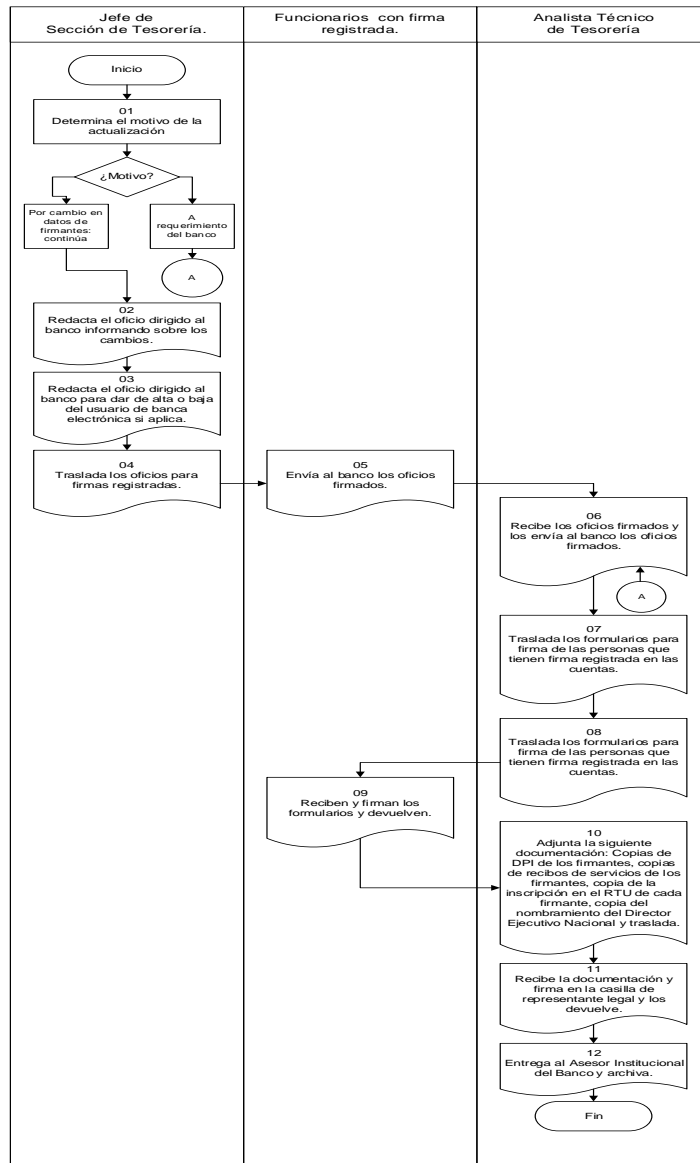 Jefe de
Sección de Tesorería.
Funcionarios con firma
registrada.
Analista Técnico
de Tesorería
Inicio
01
Determina el motivo de la
actualización
¿Motivo?
Por cambio en
datos de
firmantes:
continúa
A
requerimiento
del banco
A
02
Redacta el oficio dirigido al
banco informando sobre los
cambios.
03
Redacta el oficio dirigido al
banco para dar de alta o baja
del usuario de banca
electrónica si aplica.
04
Traslada los oficios para
firmas registradas.
05
Envía al banco los oficios
firmados.
06
Recibe los oficios firmados y
los envía al banco los oficios
firmados.
A
07
Traslada los formularios para
firma de las personas que
tienen firma registrada en las
cuentas.
08
Traslada los formularios para
firma de las personas que
tienen firma registrada en las
cuentas.
09
Reciben y firman los
formularios y devuelven.
10
Adjunta la siguiente
documentación: Copias de
DPI de los firmantes, copias
de recibos de servicios de los
firmantes, copia de la
inscripción en el RTU de cada
firmante, copia del
nombramiento del Director
Ejecutivo Nacional y traslada.
11
Recibe la documentación y
firma en la casilla de
representante legal y los
devuelve.
12
Entrega al Asesor Institucional
del Banco y archiva.
Fin